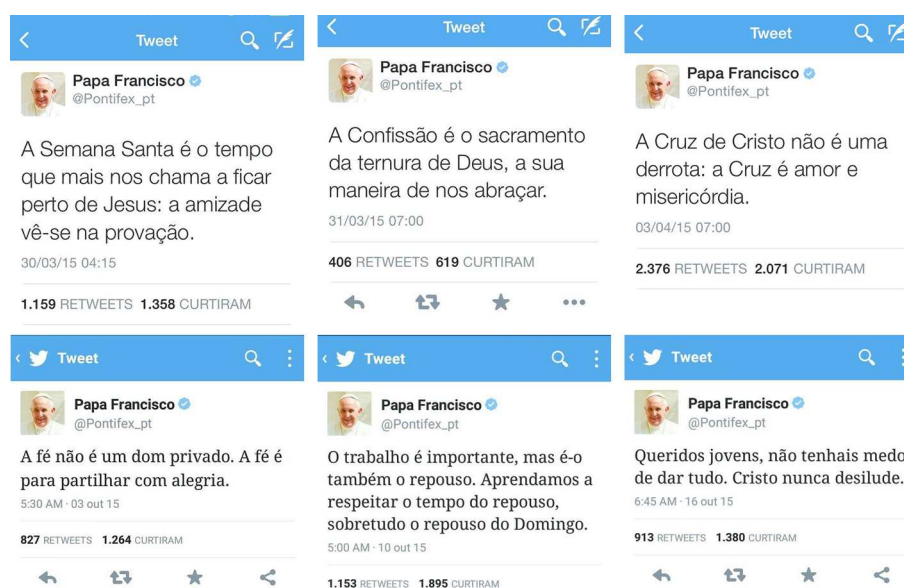 Tweet
Papa Francisco
@Pontifex_pt
A Semana Santa é o tempo
que mais nos chama a ficar
perto de Jesus: a amizade
vê-se na provação.
30/03/15 04:15
1.159 RETWEETS 1.358 CURTIRAM
Tweet
Papa Francisco
@Pontifex_pt
A Confissão é o sacramento
da ternura de Deus, a sua
maneira de nos abraçar.
31/03/15 07:00
406 RETWEETS 619 CURTIRAM
Tweet
Papa Francisco
@Pontifex_pt
A Cruz de Cristo não é uma
derrota: a Cruz é amor e
misericórdia.
03/04/15 07:00
2.376 RETWEETS 2.071 CURTIRAM
Tweet
Papa Francisco
@Pontifex_pt
A fé não é um dom privado. A fé é
para partilhar com alegria.
5:30 AM · 03 out 15
827 RETWEETS 1.264 CURTIRAM
Tweet
Papa Francisco
@Pontifex_pt
O trabalho é importante, mas é-o
também o repouso. Aprendamos a
respeitar o tempo do repouso,
sobretudo o repouso do Domingo.
5:00 AM · 10 out 15
1.153 RETWEETS 1.895 CURTIRAM
Tweet
Papa Francisco
@Pontifex_pt
Queridos jovens, não tenhais medo
de dar tudo. Cristo nunca desilude.
6:45 AM · 16 out 15
913 RETWEETS 1.380 CURTIRAM